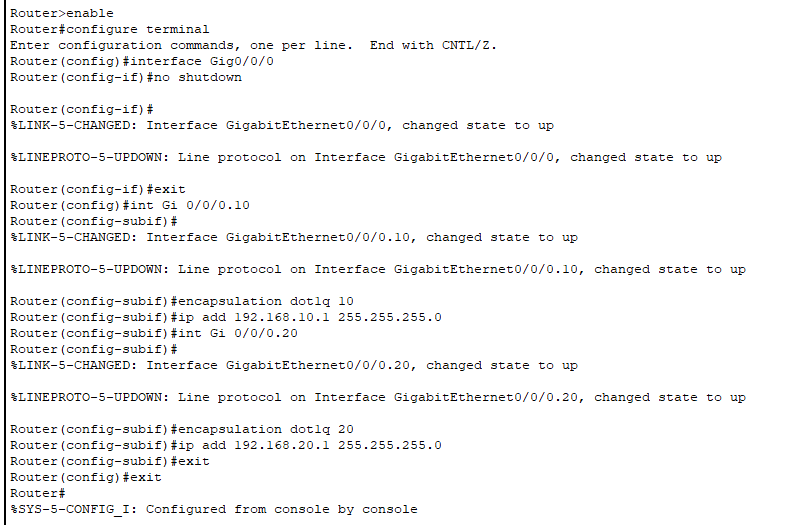 Router>enable
Router#configure terminal
Enter configuration commands, one per line.  End with CNTL/Z.
Router(config)#interface Gig0/0/0
Router(config-if)#no shutdown
Router(config-if)#
%LINK-5-CHANGED: Interface GigabitEthernet0/0/0, changed state to up
%LINEPROTO-5-UPDOWN: Line protocol on Interface GigabitEthernet0/0/0, changed state to up
Router(config-if)#exit
Router(config)#int Gi 0/0/0.10
Router(config-subif)#
%LINK-5-CHANGED: Interface GigabitEthernet0/0/0.10, changed state to up
%LINEPROTO-5-UPDOWN: Line protocol on Interface GigabitEthernet0/0/0.10, changed state to up
Router(config-subif)#encapsulation dot1q 10
Router(config-subif)#ip add 192.168.10.1 255.255.255.0
Router(config-subif)#int Gi 0/0/0.20
Router(config-subif)#
%LINK-5-CHANGED: Interface GigabitEthernet0/0/0.20, changed state to up
%LINEPROTO-5-UPDOWN: Line protocol on Interface GigabitEthernet0/0/0.20, changed state to up
Router(config-subif)#encapsulation dot1q 20
Router(config-subif)#ip add 192.168.20.1 255.255.255.0
Router(config-subif)#exit
Router(config)#exit
Router#
%SYS-5-CONFIG_I: Configured from console by console